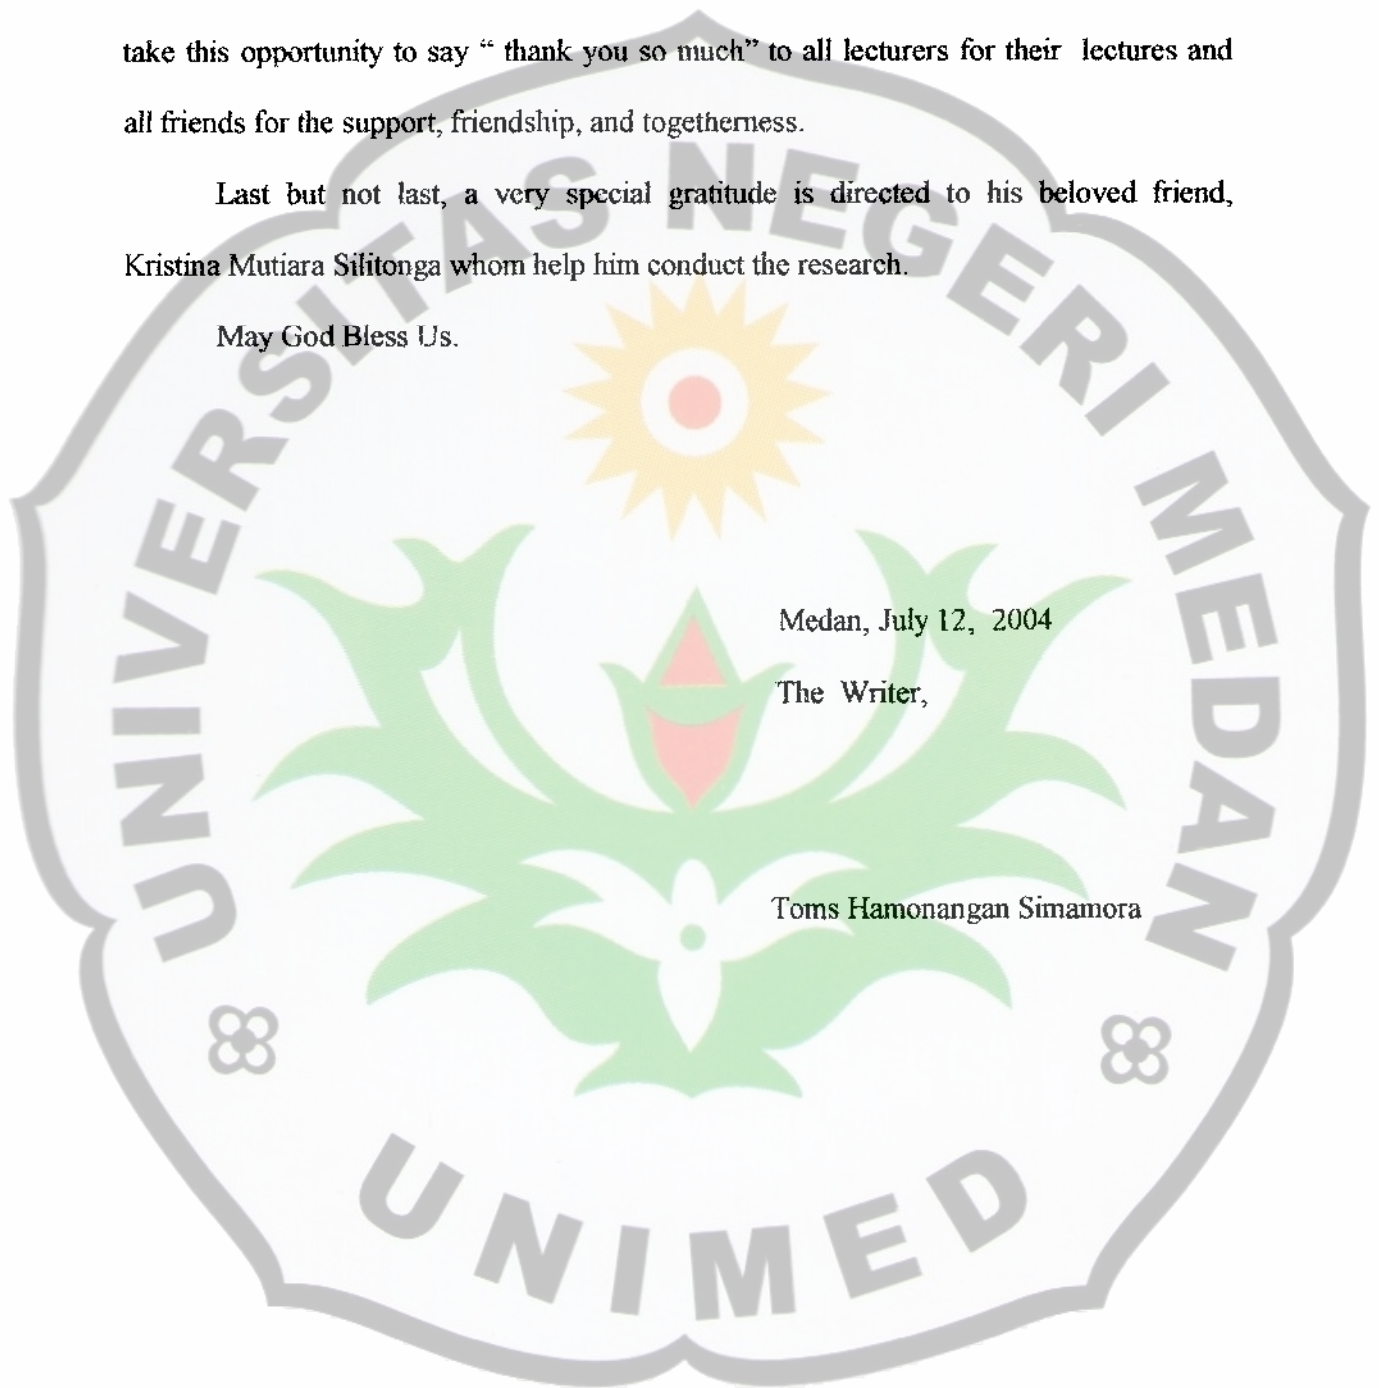 take this opportunity to say “ thank you so much” to all lecturers for their lectures and
all friends for the support, friendship, and togetherness.
Last but not last, a very special gratitude is directed to his beloved friend,
Kristina Mutiara Silitonga whom help him conduct the research.
May God Bless Us.
Medan, July 12, 2004
The Writer,
Toms Hamonangan Simamora
UNIVERSITAS NEGERI MEDAN
UNIMED